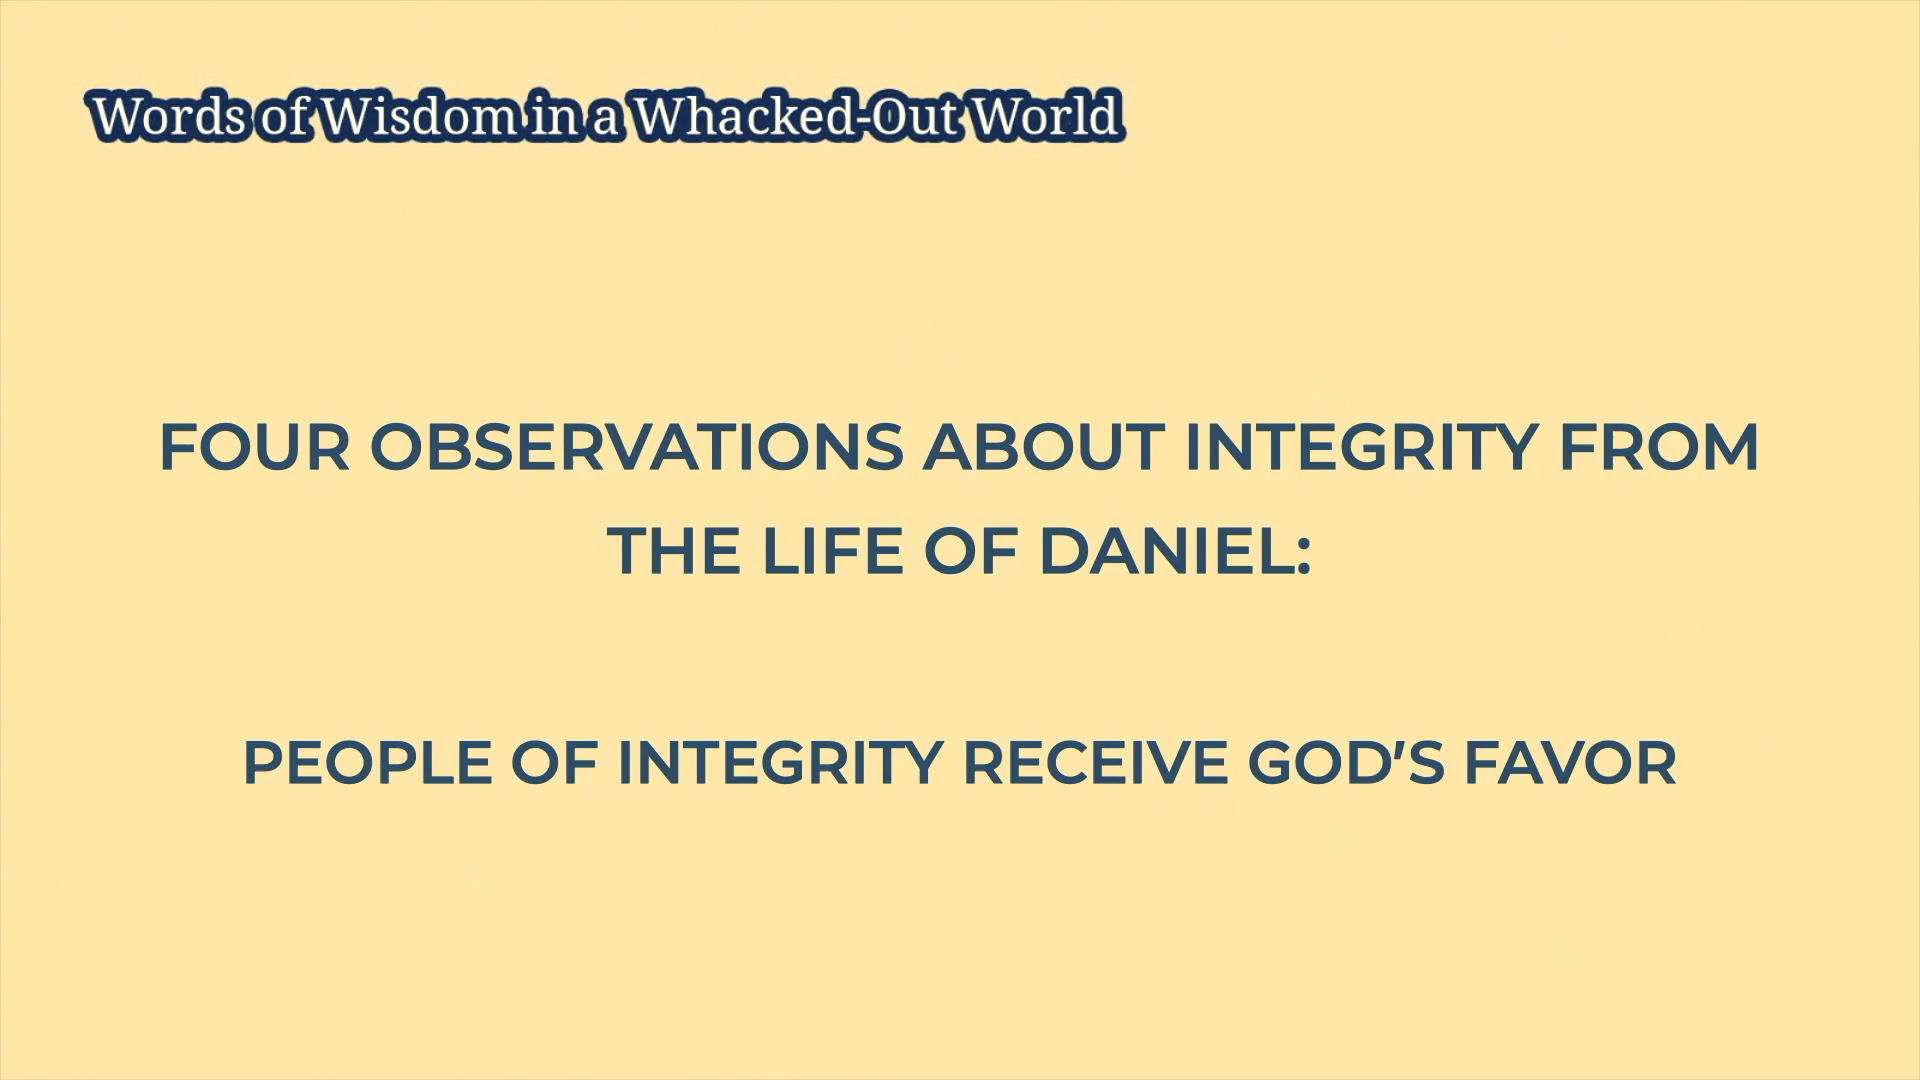 Words of Wisdom in a Whacked-Out World
FOUR OBSERVATIONS ABOUT INTEGRITY FROM
THE LIFE OF DANIEL:
PEOPLE OF INTEGRITY RECEIVE GOD'S FAVOR